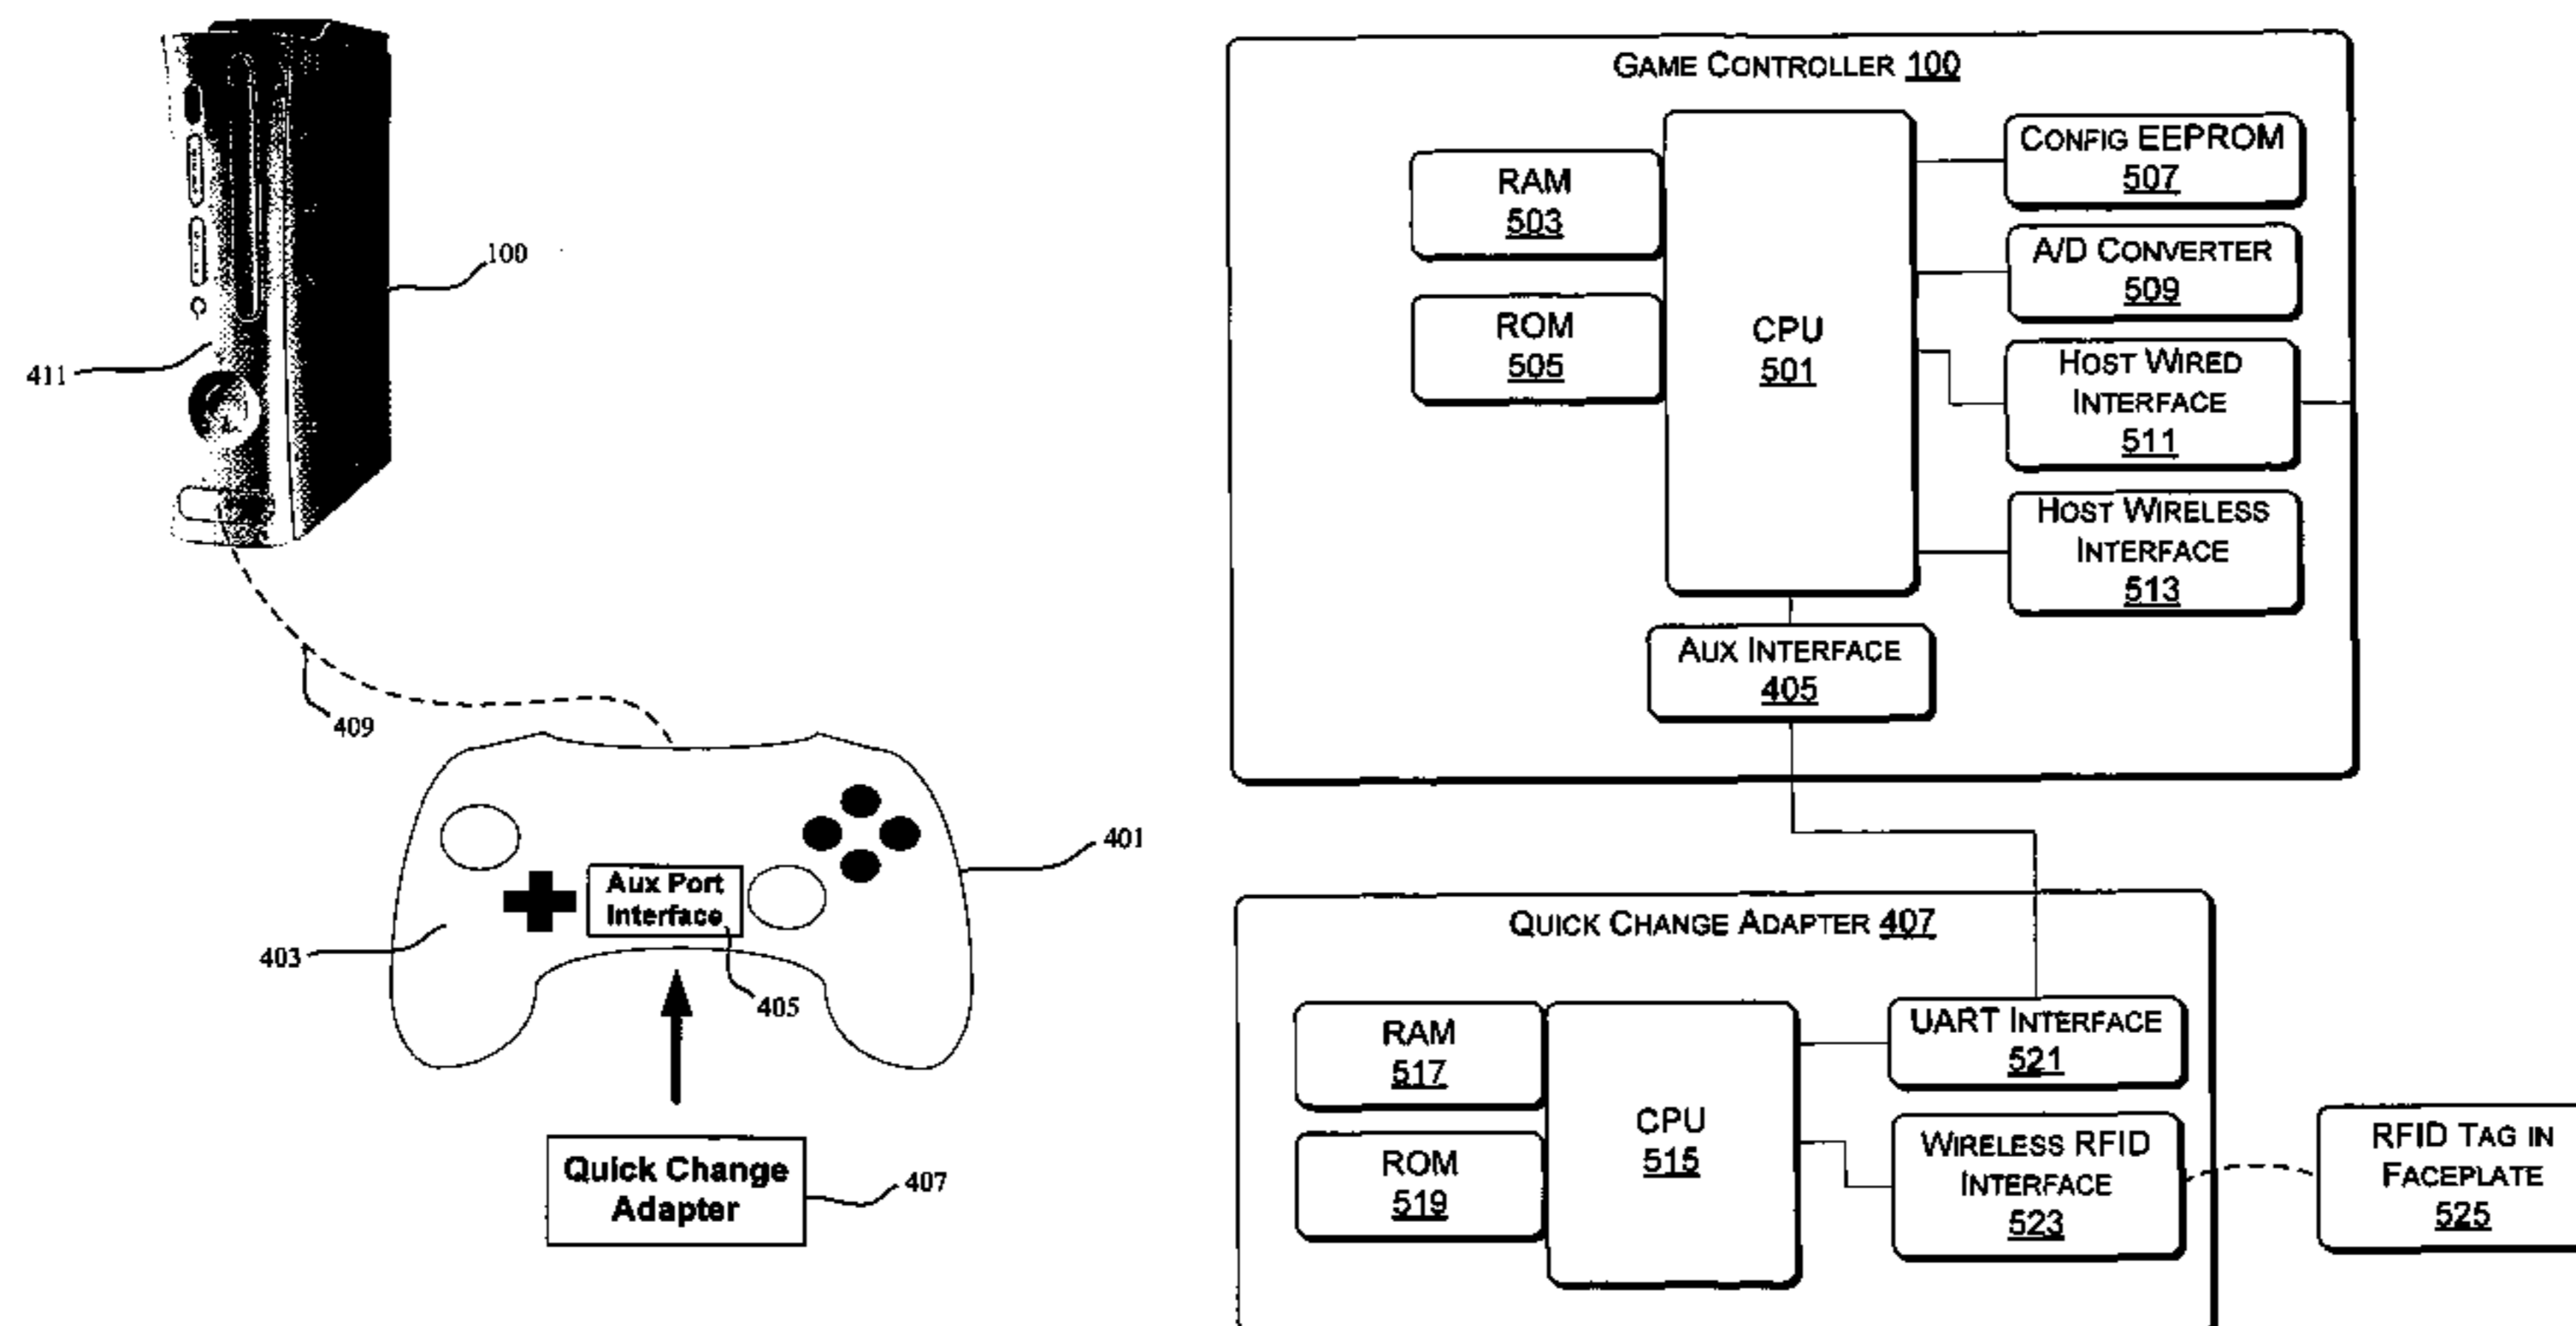 100
411
409
401
Aux Port
Interface
403
405
Quick Change
Adapter
407
GAME CONTROLLER 100
RAM
503
ROM
505
CPU
501
CONFIG EEPROM
507
A/D CONVERTER
509
HOST WIRED
INTERFACE
511
HOST WIRELESS
INTERFACE
513
AUX INTERFACE
405
QUICK CHANGE ADAPTER 407
RAM
517
ROM
519
CPU
515
UART INTERFACE
521
WIRELESS RFID
INTERFACE
523
RFID TAG IN
FACEPLATE
525